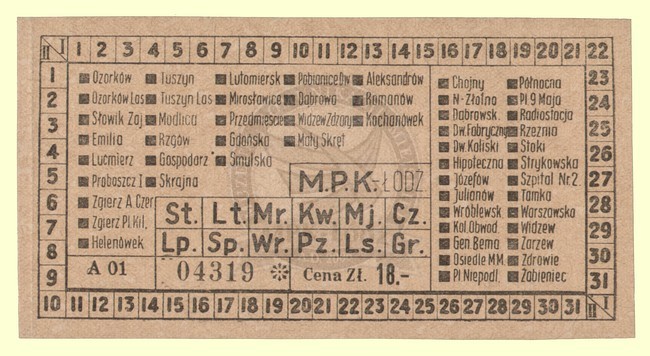 II I 1 2 3 4 5 6 7 8 9 10 11 12 13 14 15 16 17 18 19 20 21 22
1 Ozorków Tuszyn Lutomiersk Pabianice Dw. Aleksandrów Chojny Północna 23
2 Ozorków Las Tuszyn Las Mirosławice Dąbrowa Romanów N-Złotna Pl. 9 Maja 24
3 Słowik Zaj Modlica Przedmieście Widzew Zdrony Kochanówek Dąbrowsk. Radiostacja
Emilia Rzgów Gdańska Mały Skręt Dw. Fabryczny Rzeźnia 25
4 Lućmierz Gospodarz Smulska Dw. Kaliski Stoki 26
5 Proboszcz I Skrajna M.P.K.-ŁÓDŹ Hipoteczna Strykowska
Józefów Szpital Nr. 2 27
6 Zgierz A. Czer St. Lt. Mr. Kw. Mj. Cz. Julianów Tamka 28
7 Zgierz Pl. Kil. Wróblewsk Warszawska
Lp. Sp. Wr. Pz. Ls. Gr. Kol. Obwod. Widzew 29
8 Helenówek Gen Bema Zarzew 30
9 A 01 04319 Cena Zł. 18.- Osiedle M.M. Zdrowie
Pl Niepodl. Żabieniec 31
10 11 12 13 14 15 16 17 18 19 20 21 22 23 24 25 26 27 28 29 30 31 II I